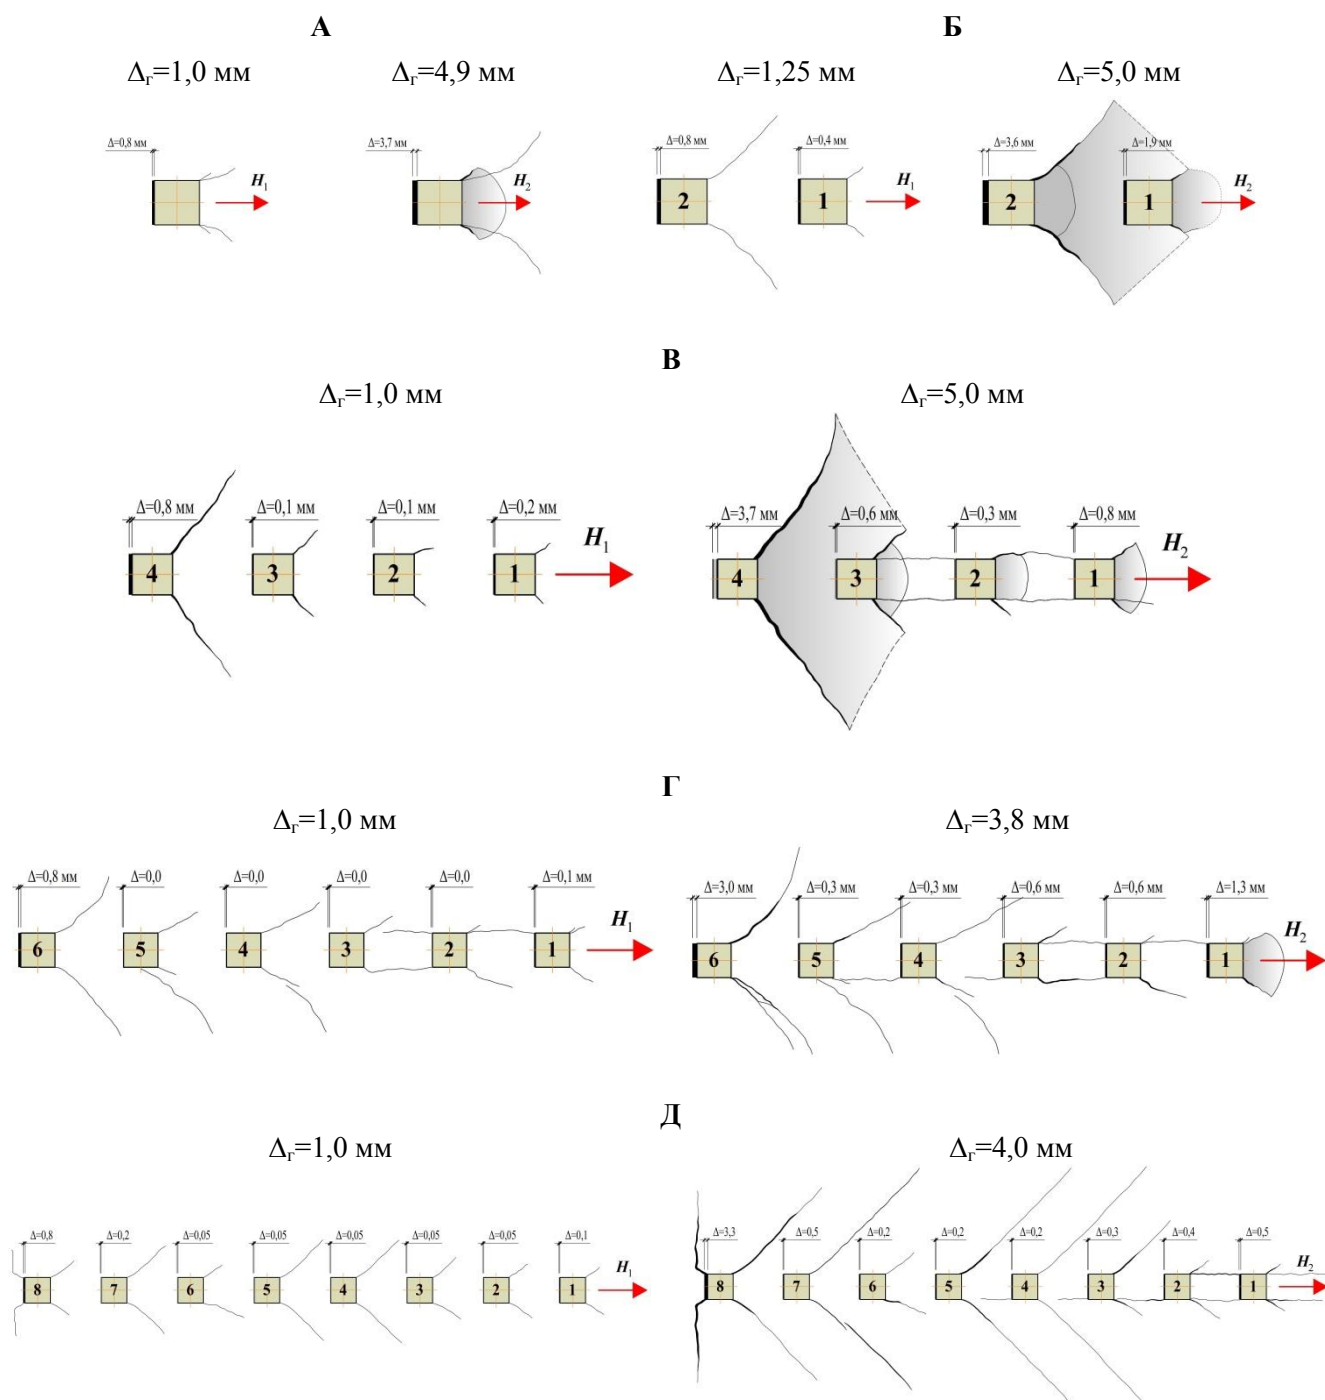 А Б
Δг=1,0 мм Δг=4,9 мм Δг=1,25 мм Δг=5,0 мм
Δ=0,8 мм Δ=3,7 мм Δ=0,8 мм Δ=0,4 мм Δ=3,6 мм Δ=1,9 мм
H1 H2 2 1 H1 2 1 H2
В
Δг=1,0 мм Δг=5,0 мм
Δ=0,8 мм Δ=0,1 мм Δ=0,1 мм Δ=0,2 мм Δ=3,7 мм Δ=0,6 мм Δ=0,3 мм Δ=0,8 мм
4 3 2 1 H1 4 3 2 1 H2
Г
Δг=1,0 мм Δг=3,8 мм
Δ=0,8 мм Δ=0,0 Δ=0,0 Δ=0,0 Δ=0,0 Δ=0,1 мм Δ=3,0 мм Δ=0,3 мм Δ=0,3 мм Δ=0,6 мм Δ=0,6 мм Δ=1,3 мм
6 5 4 3 2 1 H1 6 5 4 3 2 1 H2
Д
Δг=1,0 мм Δг=4,0 мм
Δ=0,8 Δ=0,2 Δ=0,05 Δ=0,05 Δ=0,05 Δ=0,05 Δ=0,05 Δ=0,1 Δ=3,3 Δ=0,5 Δ=0,2 Δ=0,2 Δ=0,2 Δ=0,3 Δ=0,4 Δ=0,5
8 7 6 5 4 3 2 1 H1 8 7 6 5 4 3 2 1 H2